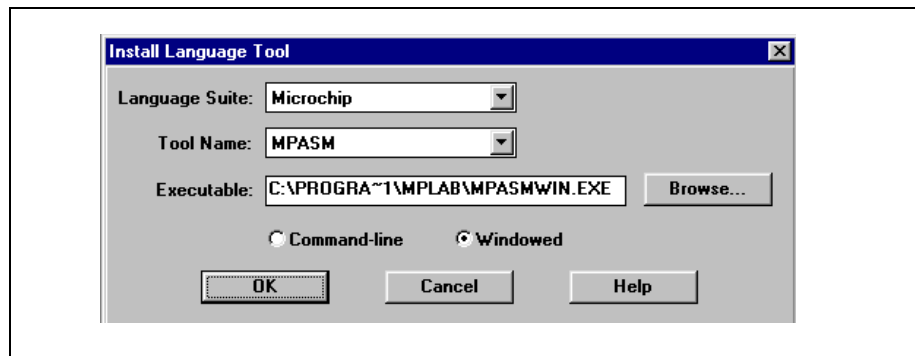 Install Language Tool
Language Suite: Microchip
Tool Name: MPASM
Executable: C:\PROGRA~1\MPLAB\MPASMWIN.EXE Browse...
Command-line Windowed
OK Cancel Help